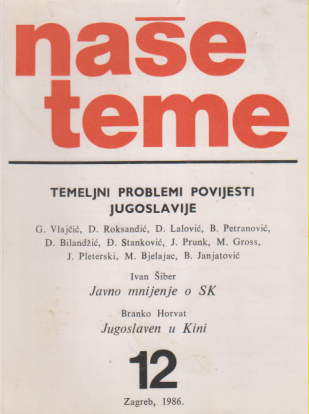 naše
teme
TEMELJNI PROBLEMI POVIJESTI
JUGOSLAVIJE
G. Vlajčić, D. Roksandić, D. Lalović, B. Petranović,
D. Bilandžić, Đ. Stanković, J. Prunk, M. Gross,
J. Pleterski, M. Bjelajac, B. Janjatović
Ivan Šiber
Javno mnijenje o SK
Branko Horvat
Jugoslaven u Kini
12
Zagreb, 1986.